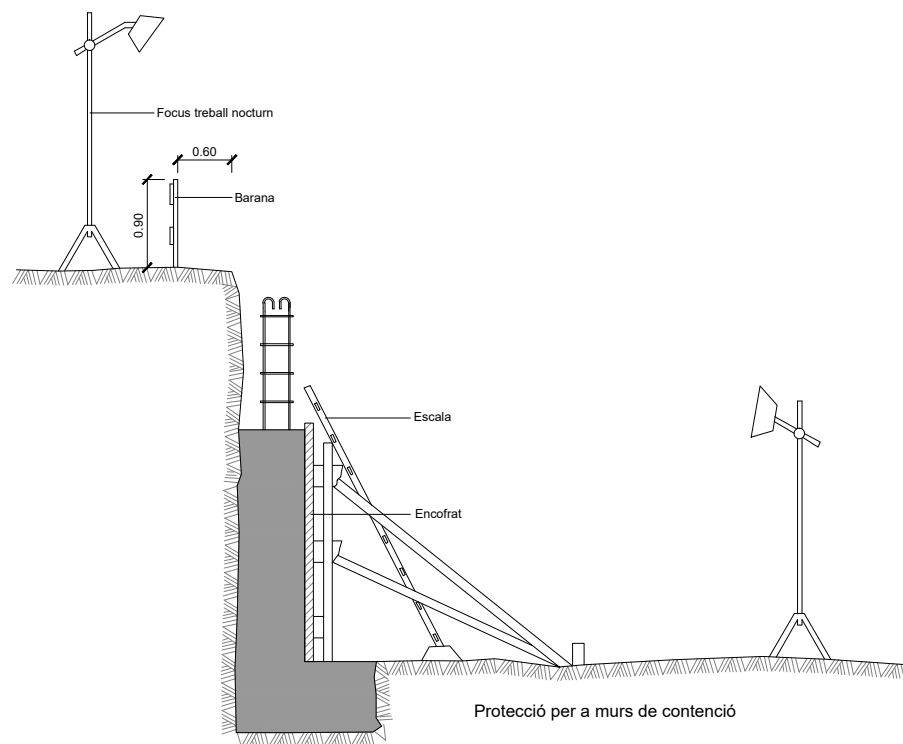 Focus treball nocturn
0.60
Barana
0.90
Escala
Encofrat
Protecció per a murs de contenció